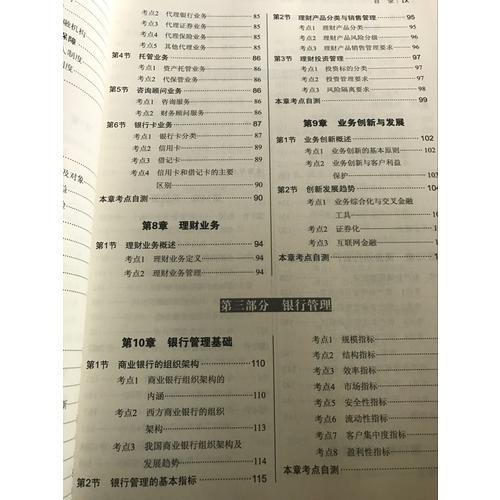 目 录 IX
融机构
保障
人制度
制度
及对象
考点2 代理银行业务 85
考点3 代理证券业务 85
考点4 代理保险业务 85
考点5 其他代理业务 85
第4节 托管业务 86
考点1 资产托管业务 86
考点2 代保管业务 86
第5节 咨询顾问业务 86
考点1 咨询服务 86
考点2 财务顾问服务 86
第6节 银行卡业务 87
考点1 银行卡分类 87
考点2 信用卡 89
考点3 借记卡 89
考点4 信用卡和借记卡的主要
区别 90
本章考点自测 90
第8章 理财业务
第1节 理财业务概述 94
考点1 理财业务定义 94
考点2 理财业务管理 94
第2节 理财产品分类与销售管理 95
考点1 理财产品分类 95
考点2 理财产品风险分级 96
考点3 理财产品销售管理要求 96
第3节 理财投资管理
考点1 投资标的分类
考点2 投资管理要求 98
考点3 风险隔离要求 98
本章考点自测 99
第9章 业务创新与发展
第1节 业务创新概述 102
考点1 业务创新的基本原则 102
考点2 业务创新与客户利益
保护 103
第2节 创新发展趋势 104
考点1 业务综合化与交叉金融
工具
考点2 证券化
考点3 互联网金融
本章考点自测
第三部分 银行管理
第10章 银行管理基础
第1节 商业银行的组织架构 110
考点1 商业银行组织架构的
内涵 110
考点2 西方商业银行的组织
架构 113
考点3 我国商业银行组织架构及
发展趋势 114
第2节 银行管理的基本指标 115
考点1 规模指标
考点2 结构指标
考点3 效率指标
考点4 市场指标
考点5 安全性指标
考点6 流动性指标
考点7 客户集中度指标
考点8 盈利性指标
本章考点自测